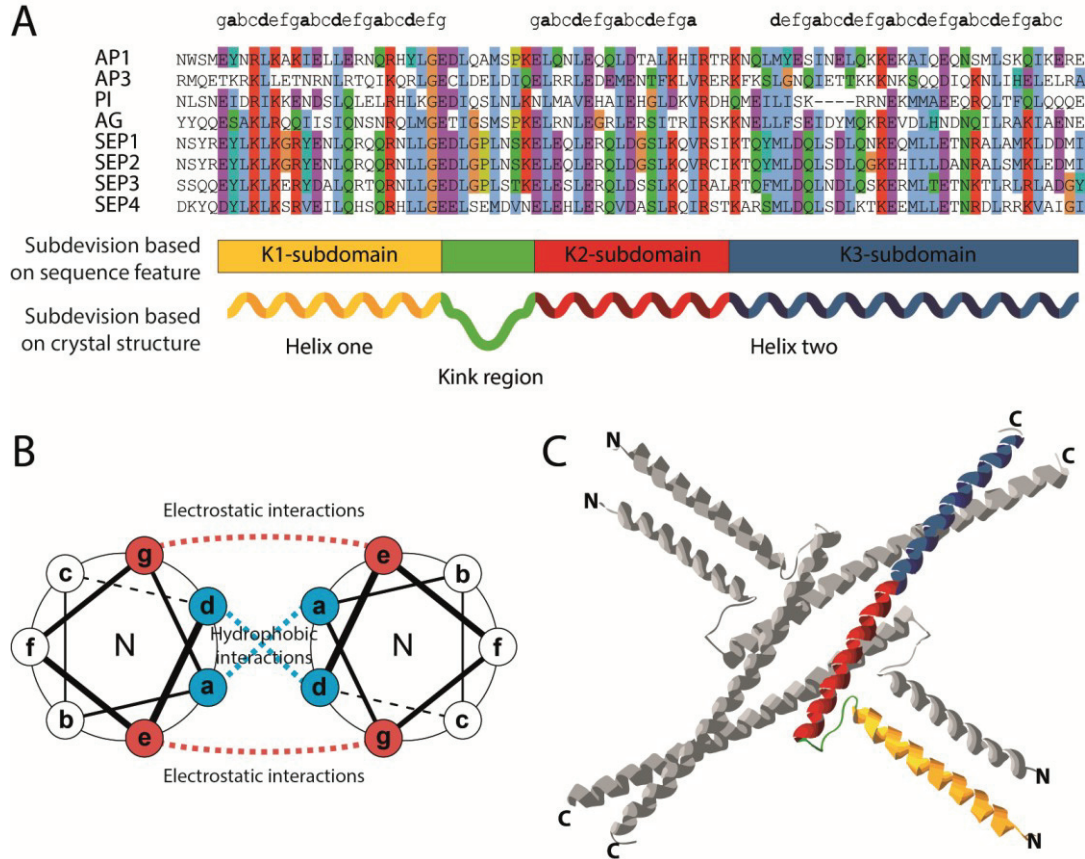 A
gabcdefgabcdefgabcdefg gabcdefgabcdefga defgabcdefgabcdefgabcdefgabc
AP1 NWSMEYNRLKAKIELLERNQRHYLGEDLQAMSPKELQNLEQQLDTALKHIRTRKNQLMYESINELQKKEKAIQEQNSMLSKQIKERE
AP3 RMQETKRKLLETNRNLRTQIKQRLGECLDELDIQELRRLEDEMENTFKLVRERKFKSLGNQIETTKKKNKSQQDIQKNLIHELELRA
PI NLSNEIDRIKKENDSLQLELRHLKGEDIQSLNLKNLMAVEHAIEHGLDKVRDHQMEILISK----RRNEKMMAEEQRQLTFQLQQQE
AG YYQQESAKLRQQIISIQNSNRQLMGETIGSMSPKELRNLEGRLERSITRIRSKKNELLFSEIDYMQKREVDLHNDNQILRAKIAENE
SEP1 NSYREYLKLKGRYENLQRQQRNLLGEDLGPLNSKELEQLERQLDGSLKQVRSIKTQYMLDQLSDLQNKEQMLLETNRALAMKLDDMI
SEP2 NSYREYLKLKGRYENLQRQQRNLLGEDLGPLNSKELEQLERQLDGSLKQVRCIKTQYMLDQLSDLQGKEHILLDANRALSMKLEDMI
SEP3 SSQQEYLKLKERYDALQRTQRNLLGEDLGPLSTKELESLERQLDSSLKQIRALRTQFMLDQLNDLQSKERMLTETNKTLRLRLADGY
SEP4 DKYQDYLKLKSRVEILQHSQRHLLGEELSEMDVNELEHLERQVDASLRQIRSTKARSMLDQLSDLKTKEEMLLETNRDLRRKVAIGI
Subdevision based
on sequence feature
K1-subdomain K2-subdomain K3-subdomain
Subdevision based
on crystal structure
Helix one Helix two
Kink region
B
Electrostatic interactions
g e
c b
d a
f N Hydrophobic N f
interactions
a d
b c
e g
Electrostatic interactions
C
N C
C
N
N
C
N
C